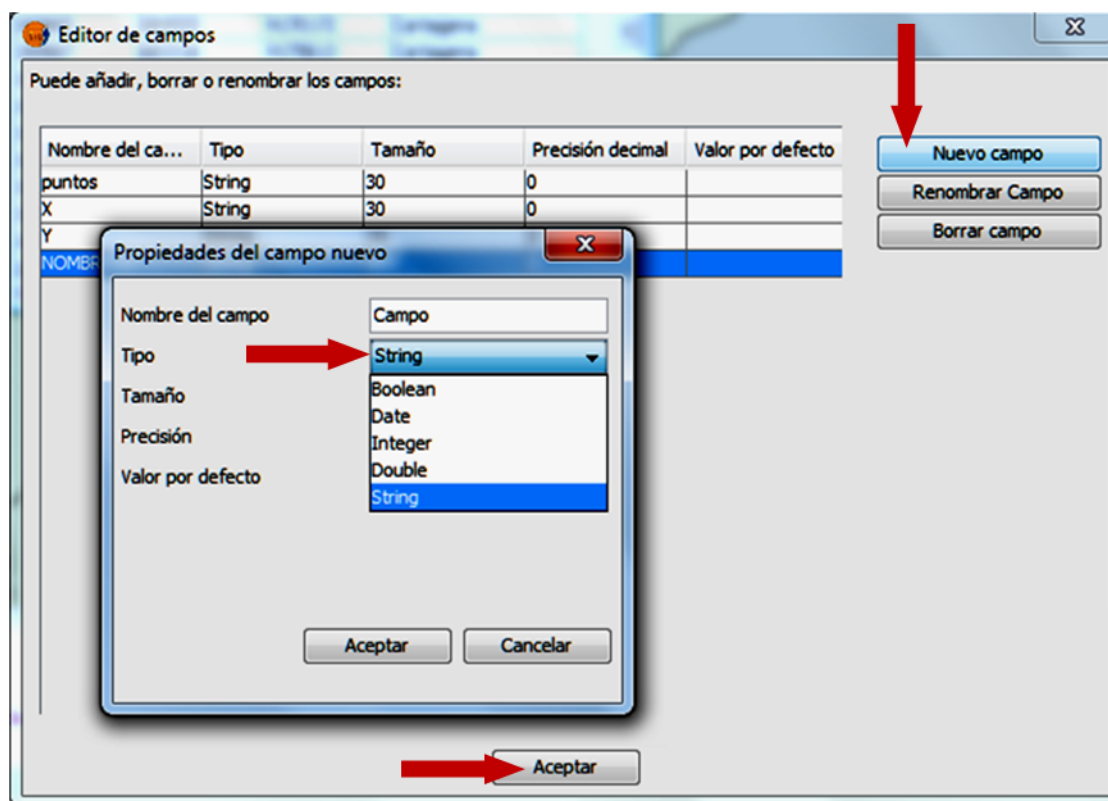 Editor de campos
Puede añadir, borrar o renombrar los campos:
Nombre del ca... Tipo Tamaño Precisión decimal Valor por defecto
puntos String 30 0
X String 30 0
Y
NOMBR
Nuevo campo
Renombrar Campo
Borrar campo
Propiedades del campo nuevo
Nombre del campo Campo
Tipo String
Tamaño
Precisión
Valor por defecto
Boolean
Date
Integer
Double
String
Aceptar Cancelar
Aceptar